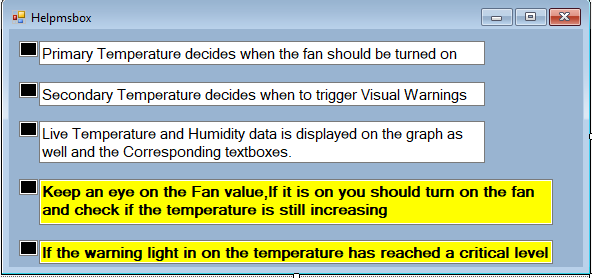 Helpmsbox
Primary Temperature decides when the fan should be turned on
Secondary Temperature decides when to trigger Visual Warnings
Live Temperature and Humidity data is displayed on the graph as
well and the Corresponding textboxes.
Keep an eye on the Fan value,If it is on you should turn on the fan
and check if the temperature is still increasing
If the warning light in on the temperature has reached a critical level